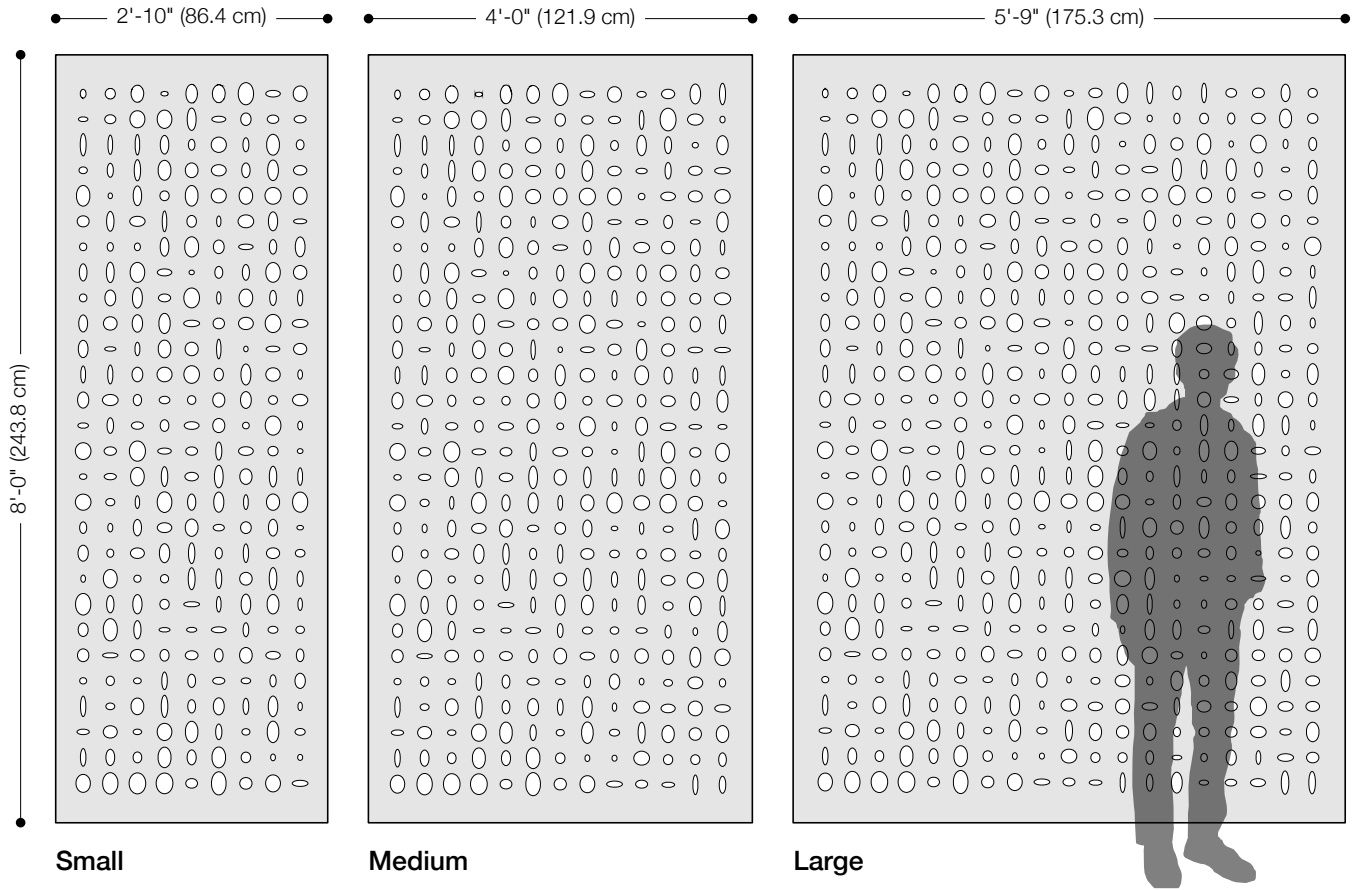 2'-10" (86.4 cm)
4'-0" (121.9 cm)
5'-9" (175.3 cm)
8'-0" (243.8 cm)
Small
Medium
Large